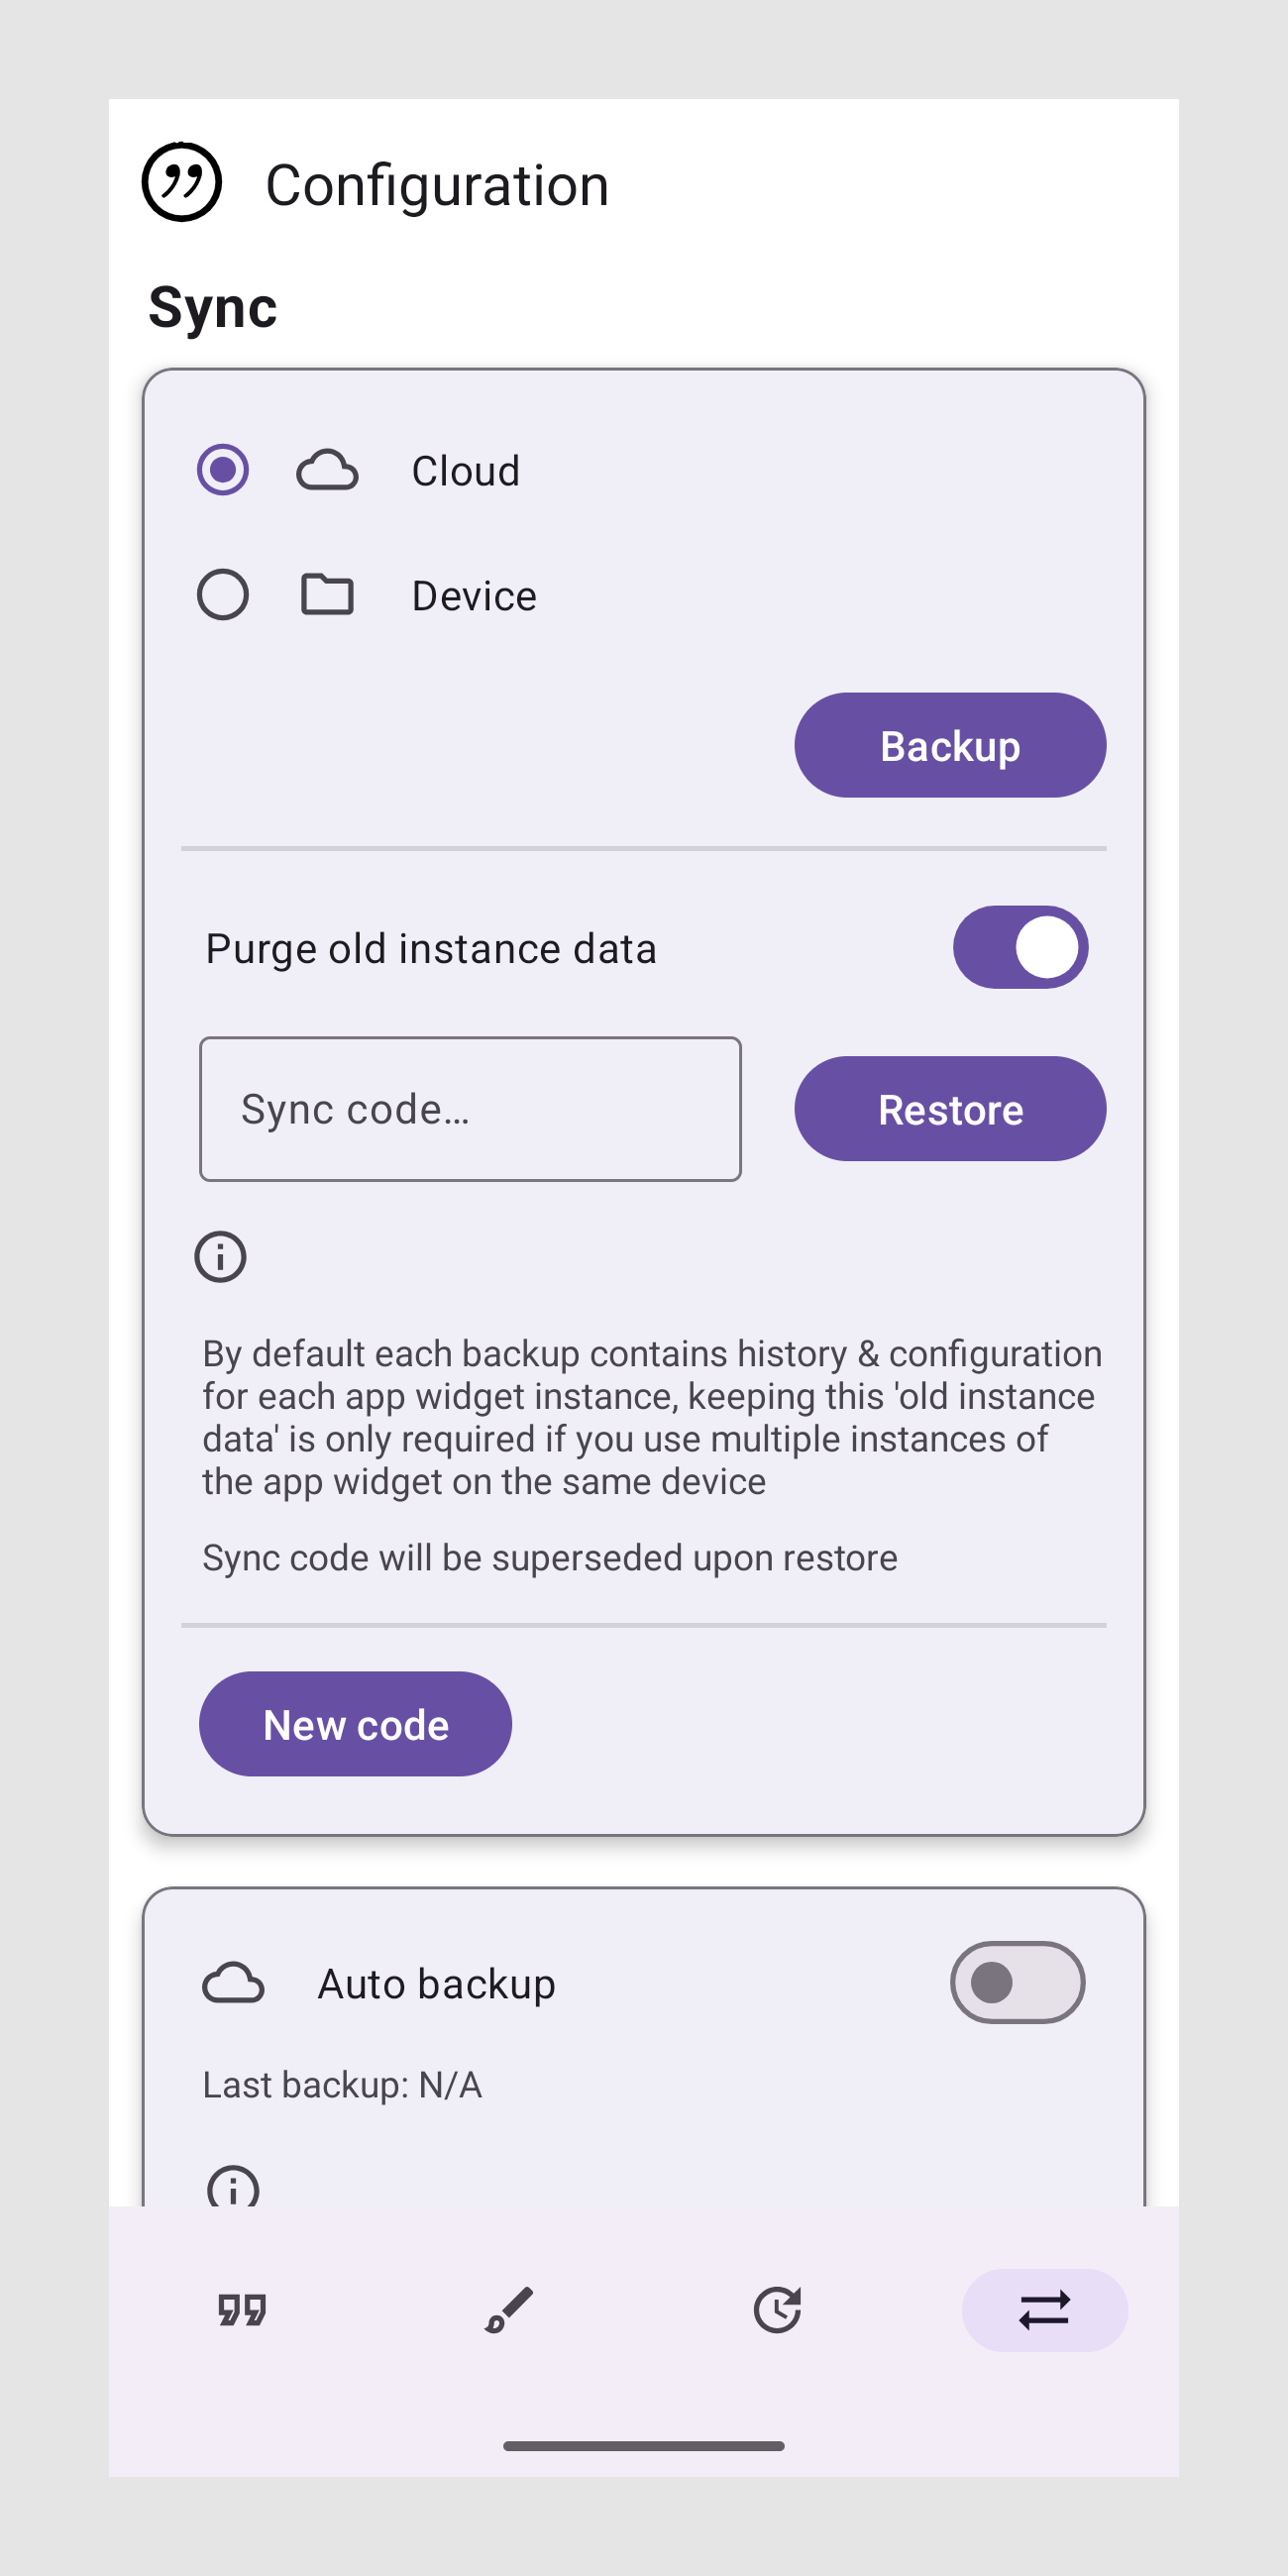 Configuration
Sync
Cloud
Device
Backup
Purge old instance data
Sync code…
Restore
By default each backup contains history & configuration
for each app widget instance, keeping this 'old instance
data' is only required if you use multiple instances of
the app widget on the same device
Sync code will be superseded upon restore
New code
Auto backup
Last backup: N/A